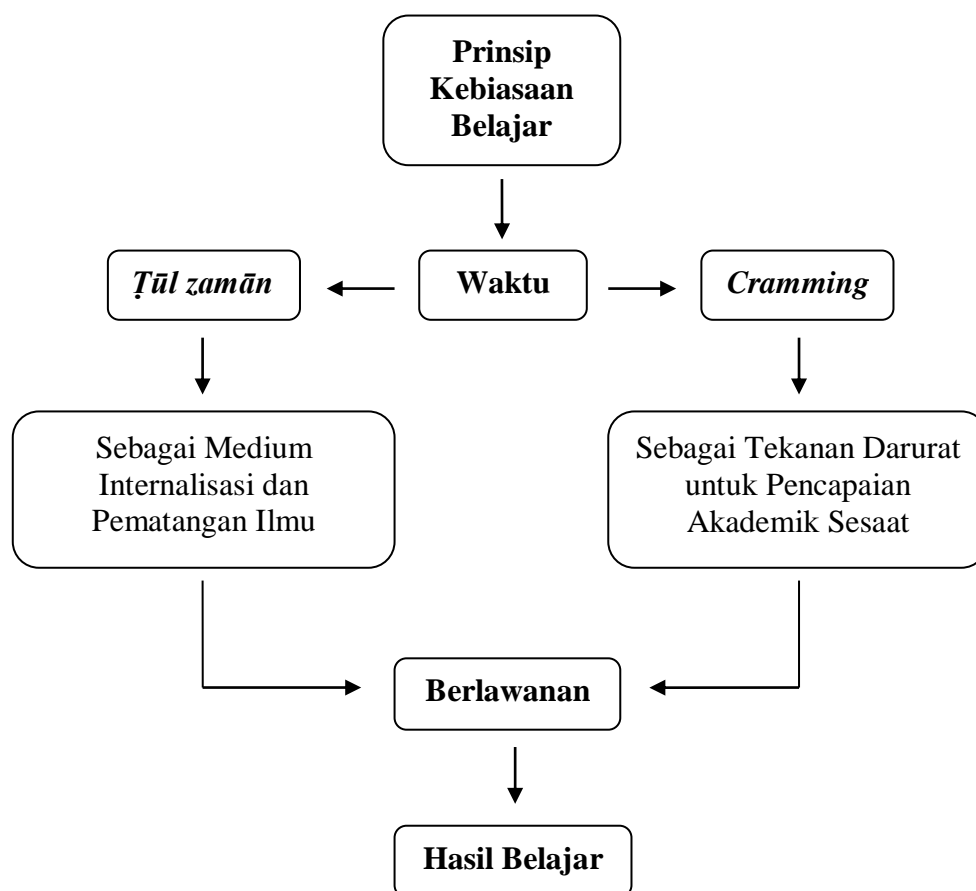 Prinsip
Kebiasaan
Belajar
Ṭūl zamān
Waktu
Cramming
Sebagai Medium
Internalisasi dan
Pematangan Ilmu
Sebagai Tekanan Darurat
untuk Pencapaian
Akademik Sesaat
Berlawanan
Hasil Belajar